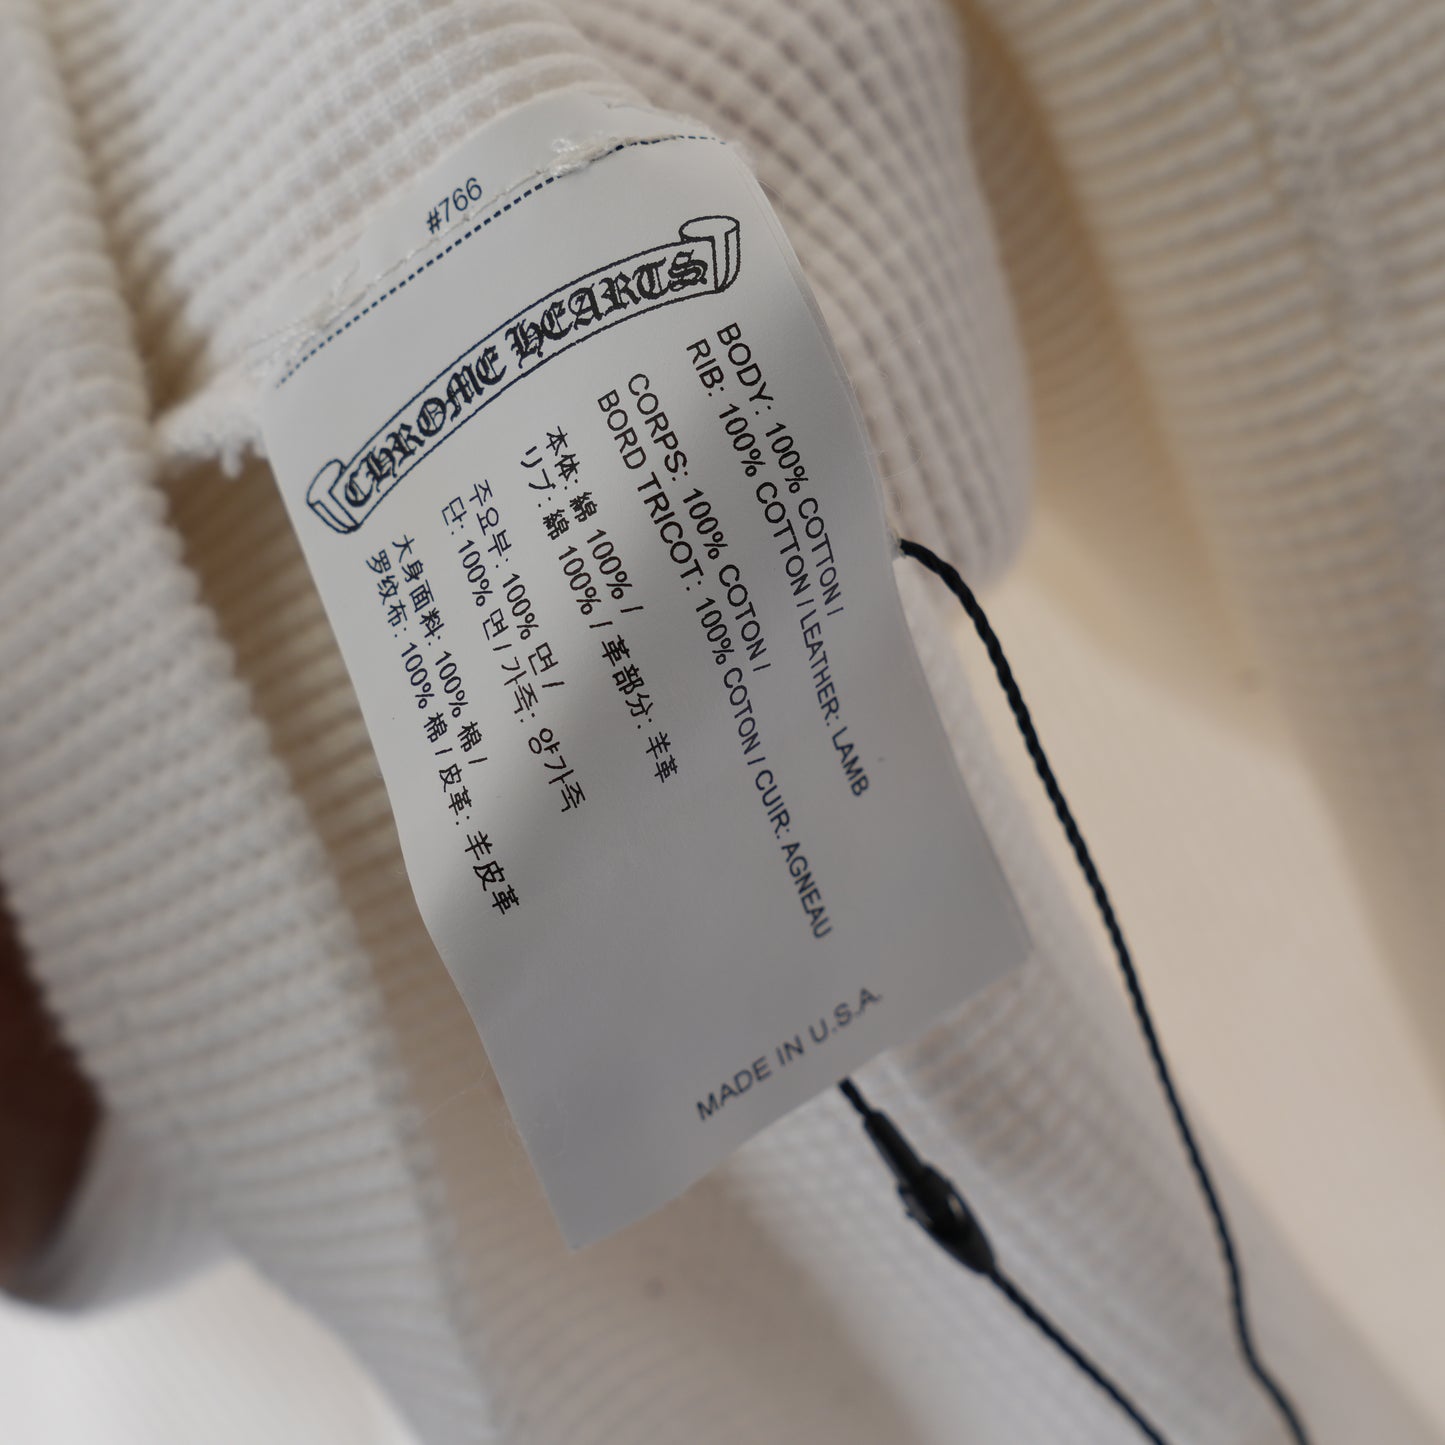 #766
CHROME HEARTS
BODY: 100% COTTON /
RIB: 100% COTTON / LEATHER: LAMB
CORPS: 100% COTON /
BORD TRICOT: 100% COTON / CUIR: AGNEAU
本体: 綿 100% /
リブ: 綿 100% / 革部分: 羊革
주요부: 100% 면 /
단: 100% 면 / 가죽: 양가죽
大身面料: 100% 棉 /
罗纹布: 100% 棉 / 皮革: 羊皮革
MADE IN U.S.A.